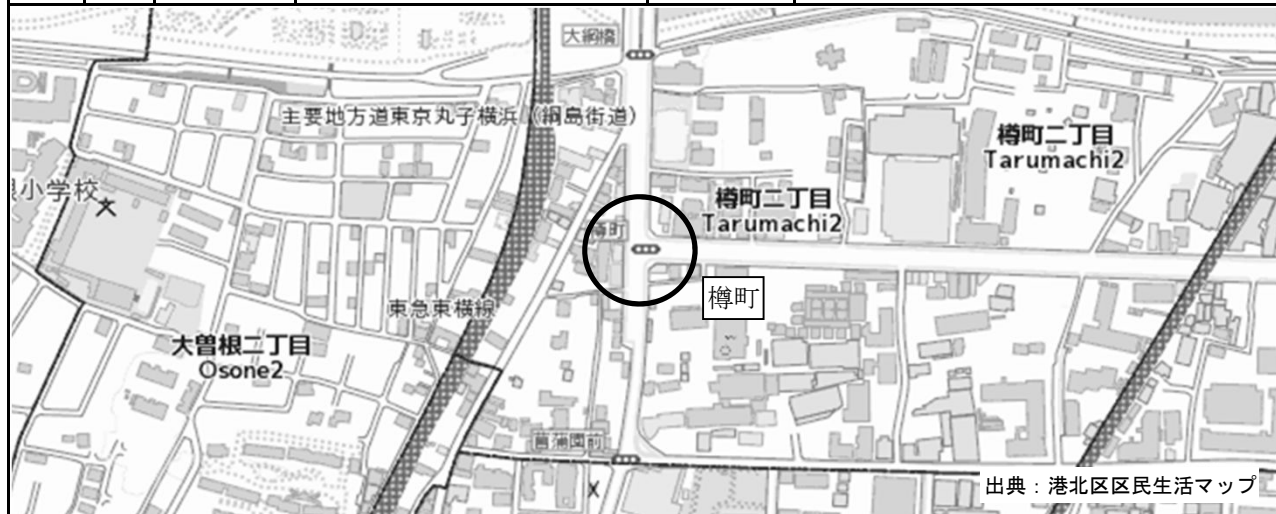 大綱橋
主要地方道東京丸子横浜（綱島街道）
樽町二丁目
Tarumachi2
小学校
樽町二丁目
Tarumachi2
樽町
樽町
東急東横線
大曽根二丁目
Osone2
菖蒲園前
出典：港北区区民生活マップ